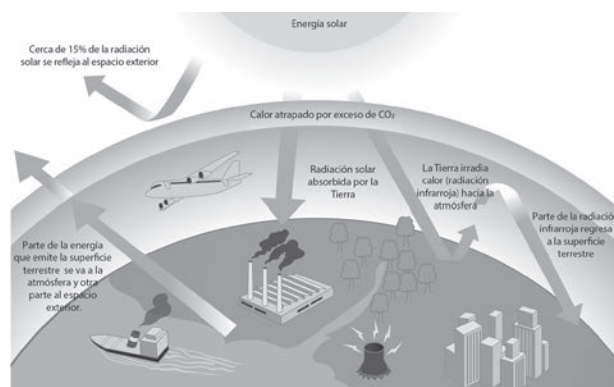 Energía solar
Cerca de 15% de la radiación
solar se refleja al espacio exterior
Calor atrapado por exceso de CO₂
Radiación solar
absorbida por la
Tierra
La Tierra irradia
calor (radiación
infrarroja) hacia la
atmósfera
Parte de la radiación
infrarroja regresa
a la superficie
terrestre
Parte de la energía
que emite la superficie
terrestre se va a la
atmósfera y otra
parte al espacio
exterior.